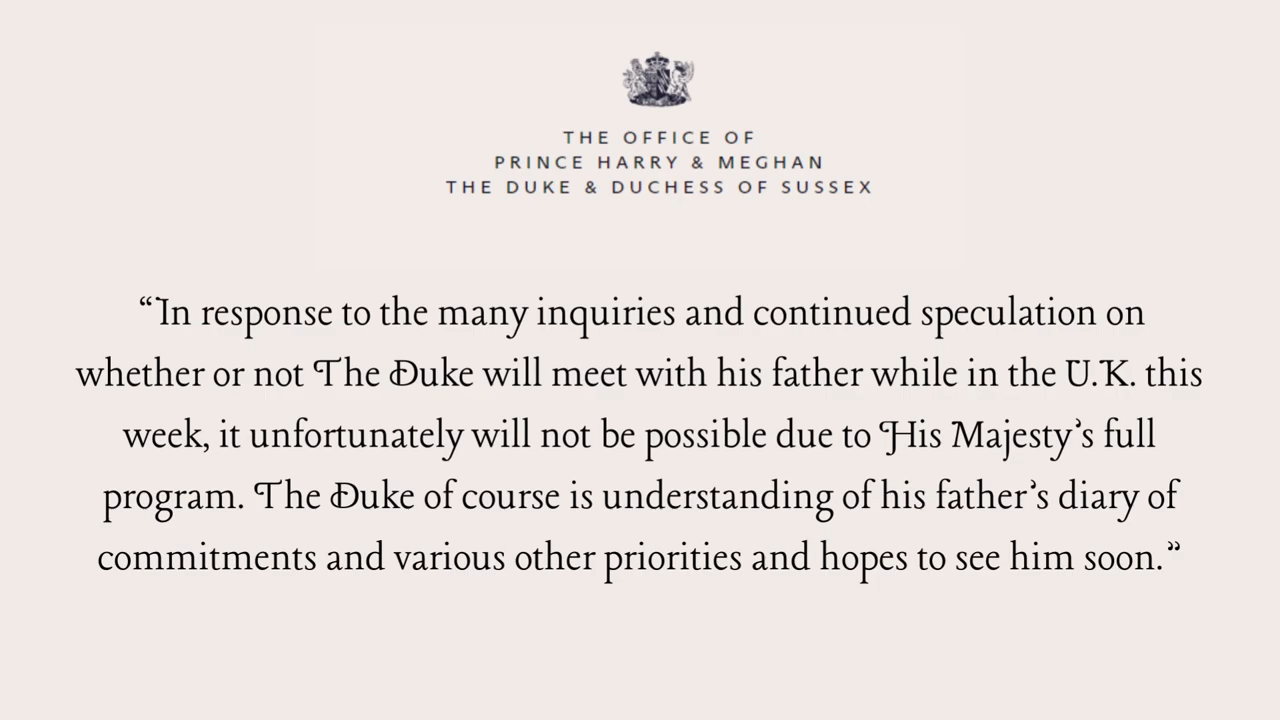 THE OFFICE OF
PRINCE HARRY & MEGHAN
THE DUKE & DUCHESS OF SUSSEX
“In response to the many inquiries and continued speculation on
whether or not The Duke will meet with his father while in the U.K. this
week, it unfortunately will not be possible due to His Majesty’s full
program. The Duke of course is understanding of his father’s diary of
commitments and various other priorities and hopes to see him soon.”